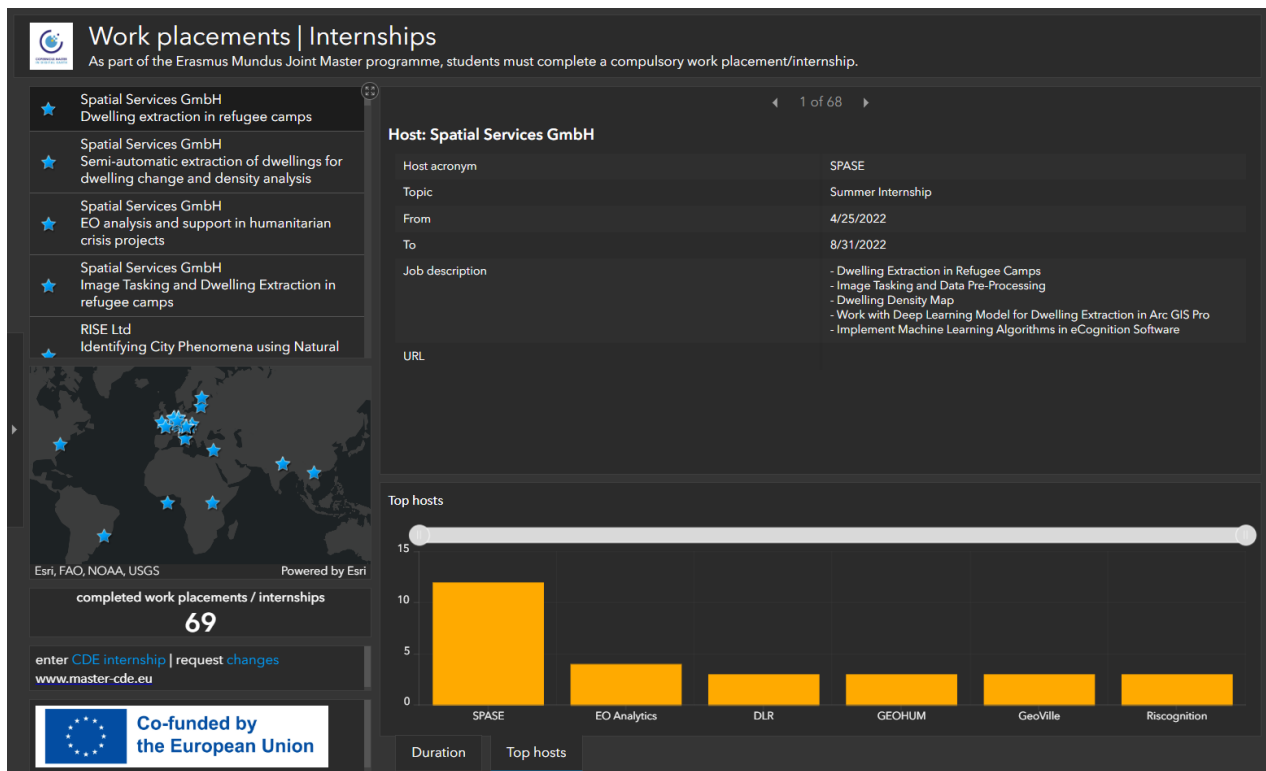 Work placements | Internships
As part of the Erasmus Mundus Joint Master programme, students must complete a compulsory work placement/internship.
Spatial Services GmbH
Dwelling extraction in refugee camps
Spatial Services GmbH
Semi-automatic extraction of dwellings for
dwelling change and density analysis
Spatial Services GmbH
EO analysis and support in humanitarian
crisis projects
Spatial Services GmbH
Image Tasking and Dwelling Extraction in
refugee camps
RISE Ltd
Identifying City Phenomena using Natural
Esri, FAO, NOAA, USGS Powered by Esri
completed work placements / internships
69
enter CDE internship | request changes
www.master-cde.eu
Co-funded by
the European Union
1 of 68
Host: Spatial Services GmbH
Host acronym SPASE
Topic Summer Internship
From 4/25/2022
To 8/31/2022
Job description - Dwelling Extraction in Refugee Camps
- Image Tasking and Data Pre-Processing
- Dwelling Density Map
- Work with Deep Learning Model for Dwelling Extraction in Arc GIS Pro
- Implement Machine Learning Algorithms in eCognition Software
URL
Top hosts
15
10
5
0
SPASE EO Analytics DLR GEOHUM GeoVille Riscognition
Duration Top hosts